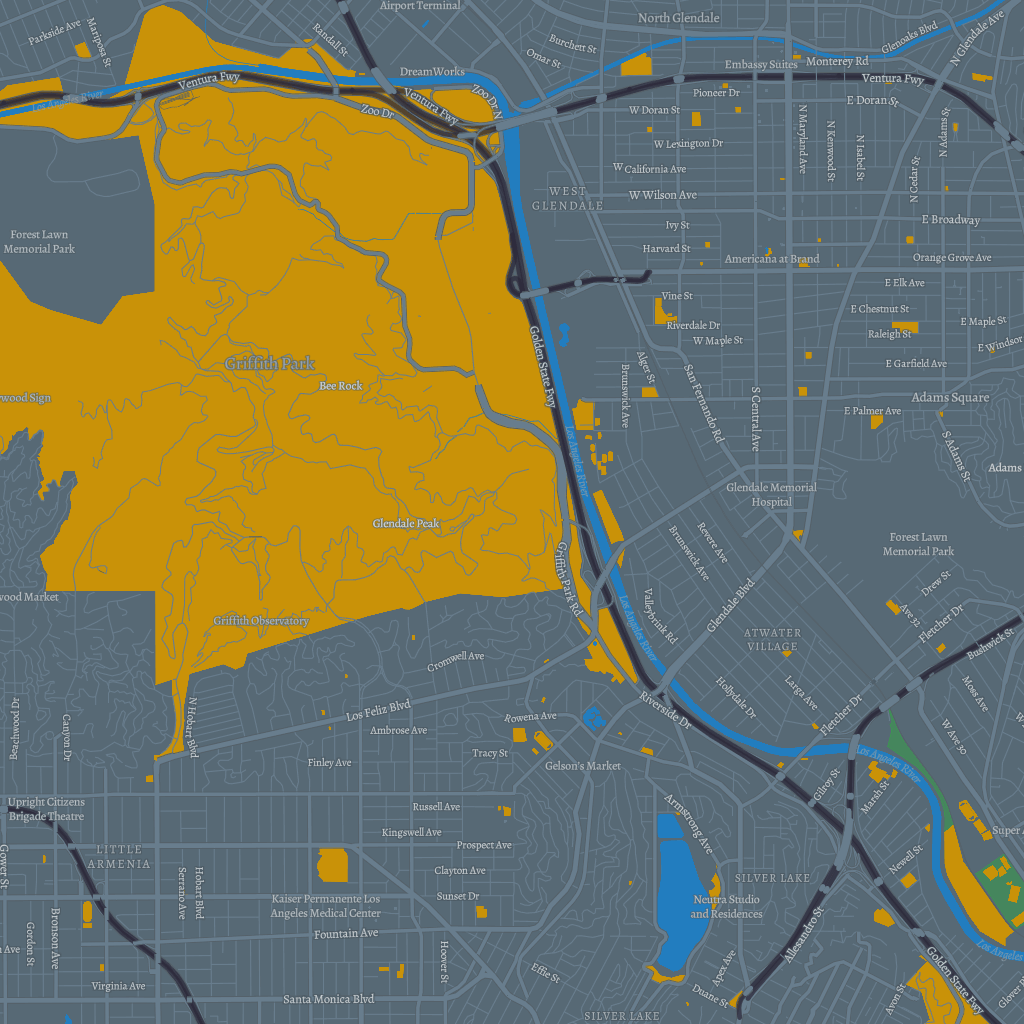 Airport Terminal
North Glendale
Parkside Ave
Mariposa St
Randall St
Burchett St
Omar St
Glenoaks Blvd
N Glendale Ave
DreamWorks
Embassy Suites
Monterey Rd
Ventura Fwy
Ventura Fwy
Ventura Fwy
Los Angeles River
Zoo Dr
Zoo Dr N
Pioneer Dr
E Doran St
W Doran St
N Maryland Ave
N Kenwood St
N Isabel St
N Adams St
N Cedar St
W Lexington Dr
W California Ave
WEST
GLENDALE
W Wilson Ave
E Broadway
Ivy St
Harvard St
Americana at Brand
Orange Grove Ave
Forest Lawn
Memorial Park
E Elk Ave
Vine St
E Chestnut St
Riverdale Dr
W Maple St
Raleigh St
E Maple St
E Windsor
E Garfield Ave
Golden State Fwy
Griffith Park
Bee Rock
Alger St
Brunswick Ave
San Fernando Rd
S Central Ave
Adams Square
E Palmer Ave
wood Sign
S Adams St
Adams
Los Angeles River
Glendale Memorial
Hospital
Glendale Peak
Griffith Park Rd
Brunswick Ave
Revere Ave
Forest Lawn
Memorial Park
wood Market
Griffith Observatory
Los Angeles River
Valleybrink Rd
Glendale Blvd
Drew St
Ave 32
Fletcher Dr
Bushwick St
ATWATER
VILLAGE
Cromwell Ave
Los Feliz Blvd
Riverside Dr
Hollydale Dr
Larga Ave
Fletcher Dr
Moss Ave
W Ave 30
Beachwood Dr
Canyon Dr
N Hobart Blvd
Ambrose Ave
Rowena Ave
Tracy St
Gelson's Market
Finley Ave
Los Angeles River
Gilroy St
Marsh St
Upright Citizens
Brigade Theatre
Russell Ave
Kingswell Ave
Prospect Ave
Armstrong Ave
Super
LITTLE
ARMENIA
Gower St
Serrano Ave
Hobart Blvd
Clayton Ave
Sunset Dr
Kaiser Permanente Los
Angeles Medical Center
Fountain Ave
SILVER LAKE
Neutra Studio
and Residences
Newell St
Gordon St
Bronson Ave
Hoover St
Effie St
Allesandro St
Apex Ave
Duane St
Los Angeles
Golden State Fwy
Avon St
Virginia Ave
Santa Monica Blvd
SILVER LAKE